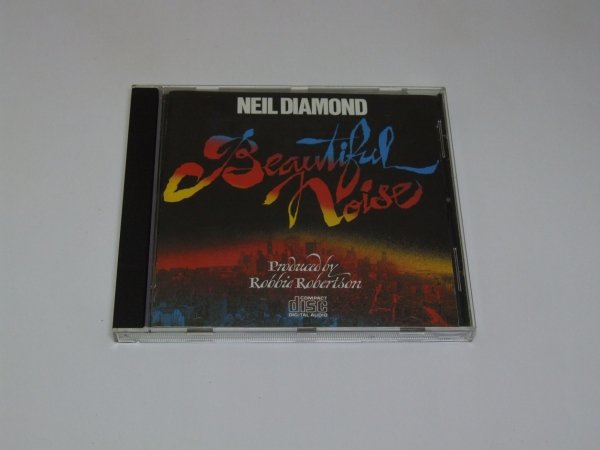 NEIL DIAMOND
Beautiful
Noise
Produced by
Robbie Robertson
COMPACT
disc
DIGITAL AUDIO